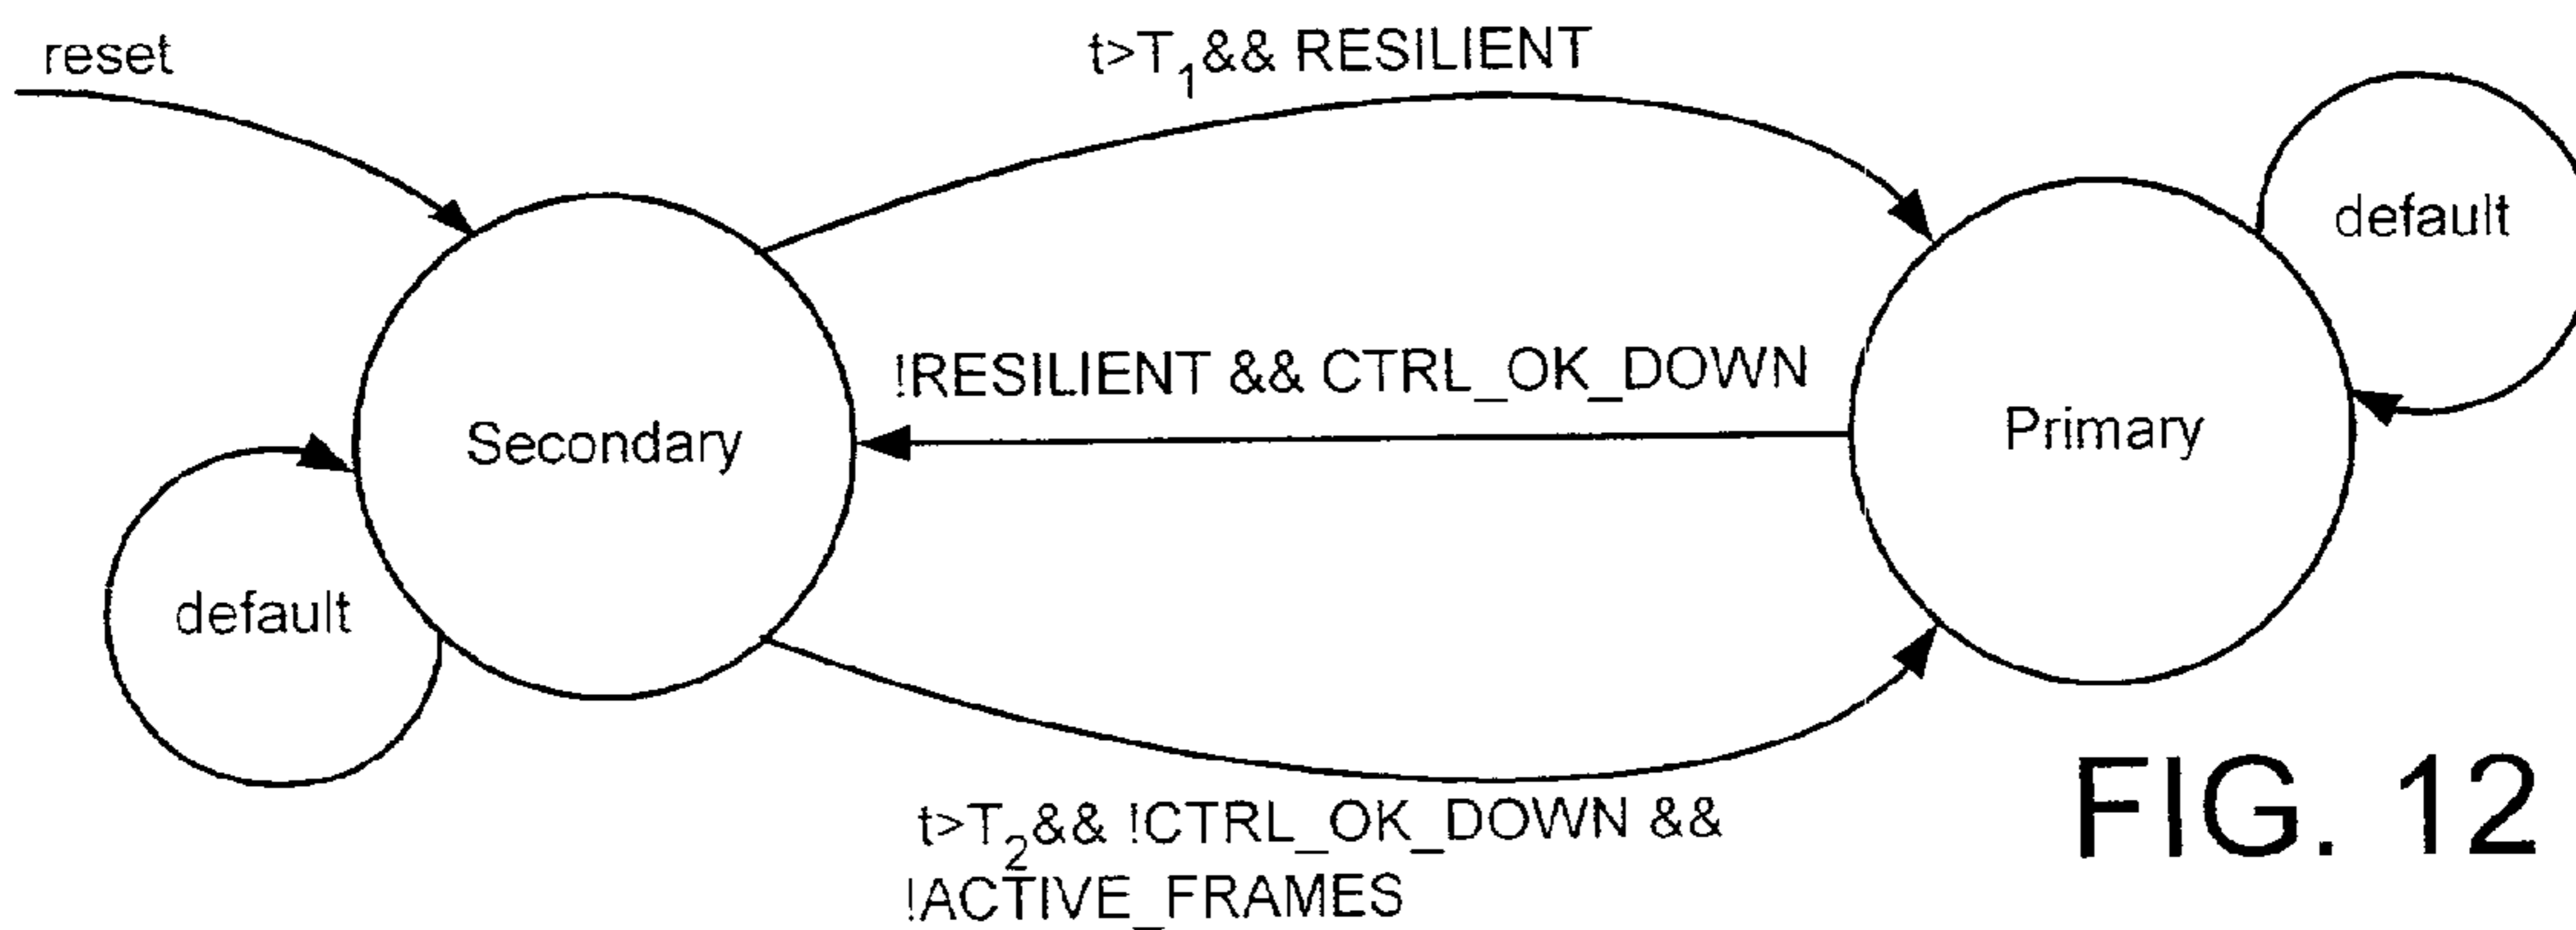 reset
t>T₁&& RESILIENT
default
!RESILIENT && CTRL_OK_DOWN
Secondary
Primary
default
t>T₂&& !CTRL_OK_DOWN &&
!ACTIVE_FRAMES
FIG. 12